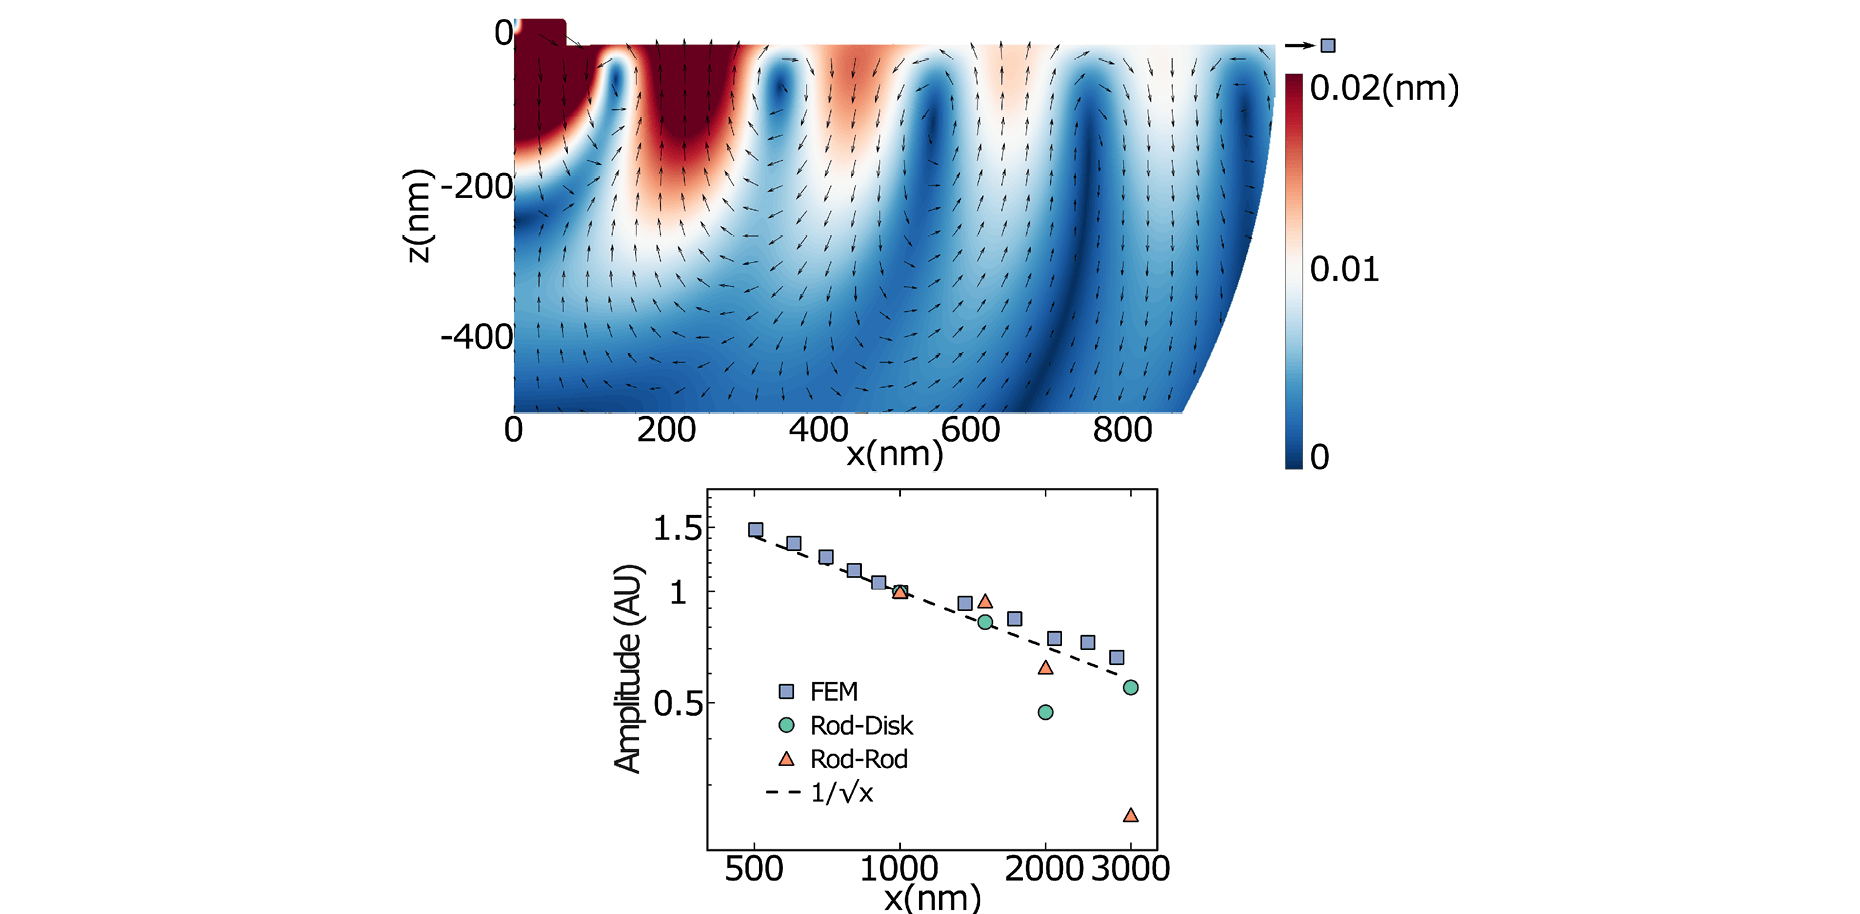 0
-200
-400
z(nm)
0 200 400 600 800
x(nm)
0.02(nm)
0.01
0
1.5
1
0.5
Amplitude (AU)
FEM
Rod-Disk
Rod-Rod
1/√x
500 1000 2000 3000
x(nm)